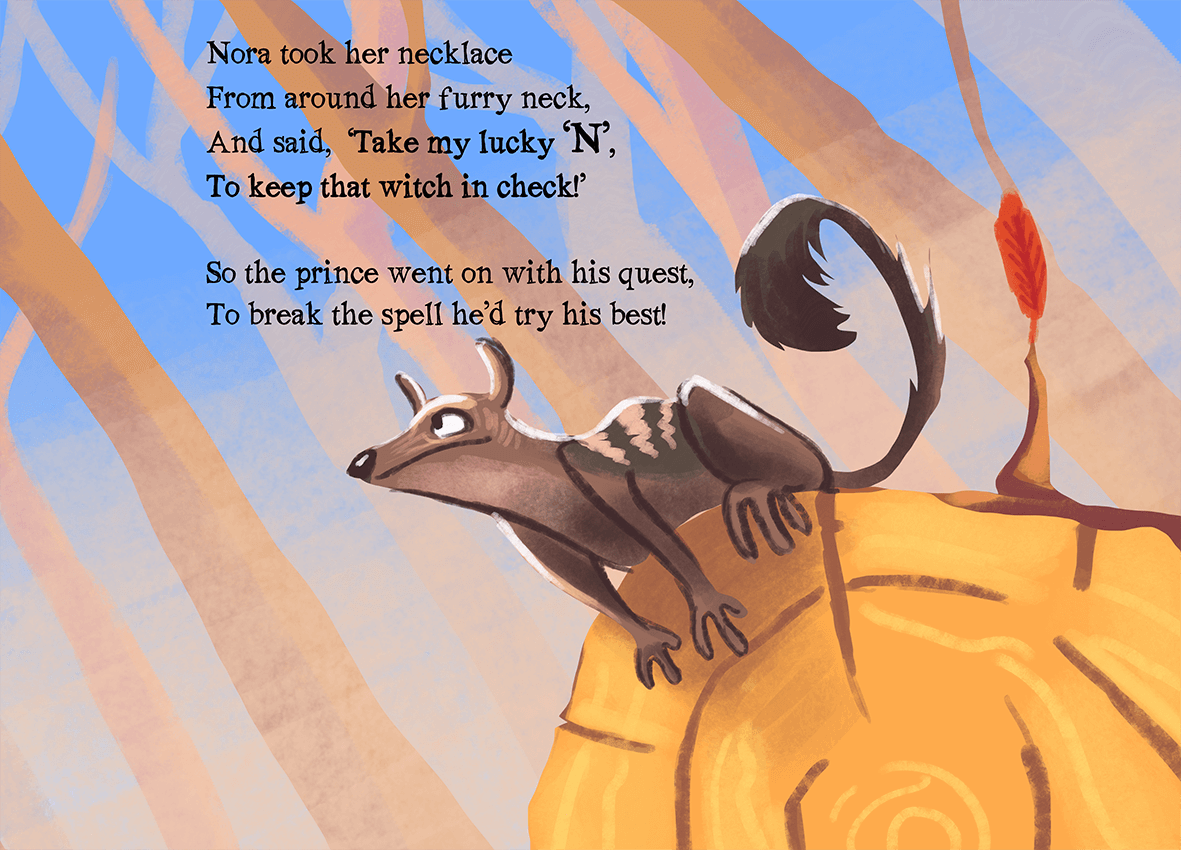 Nora took her necklace
From around her furry neck,
And said, ‘Take my lucky ‘N’,
To keep that witch in check!’
So the prince went on with his quest,
To break the spell he’d try his best!